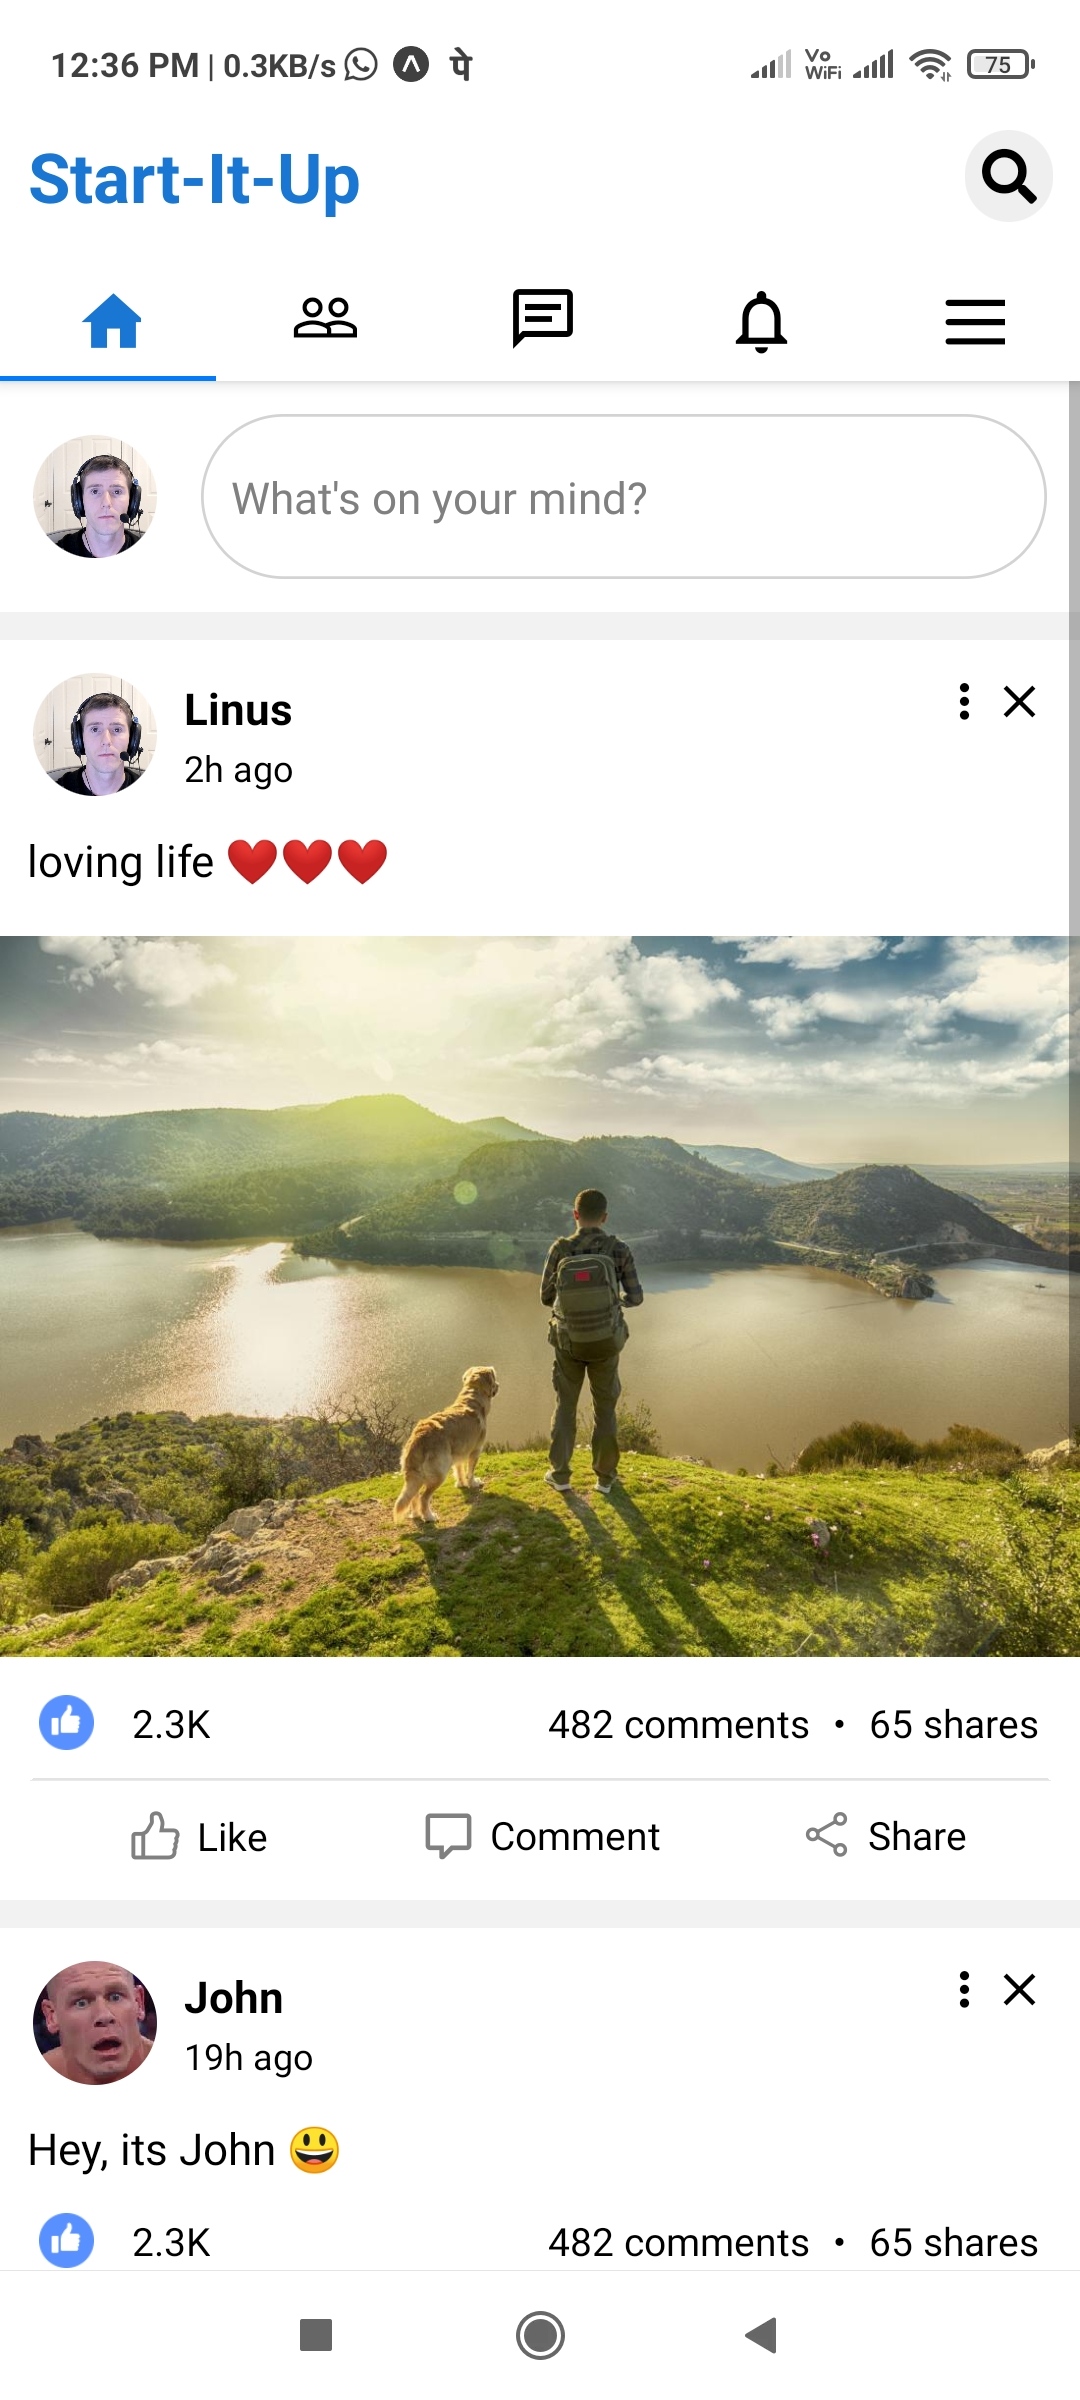 12:36 PM | 0.3KB/s पे Vo WiFi 75
Start-It-Up
What's on your mind?
Linus
2h ago
loving life ❤️❤️❤️
2.3K 482 comments • 65 shares
Like Comment Share
John
19h ago
Hey, its John 😃
2.3K 482 comments • 65 shares